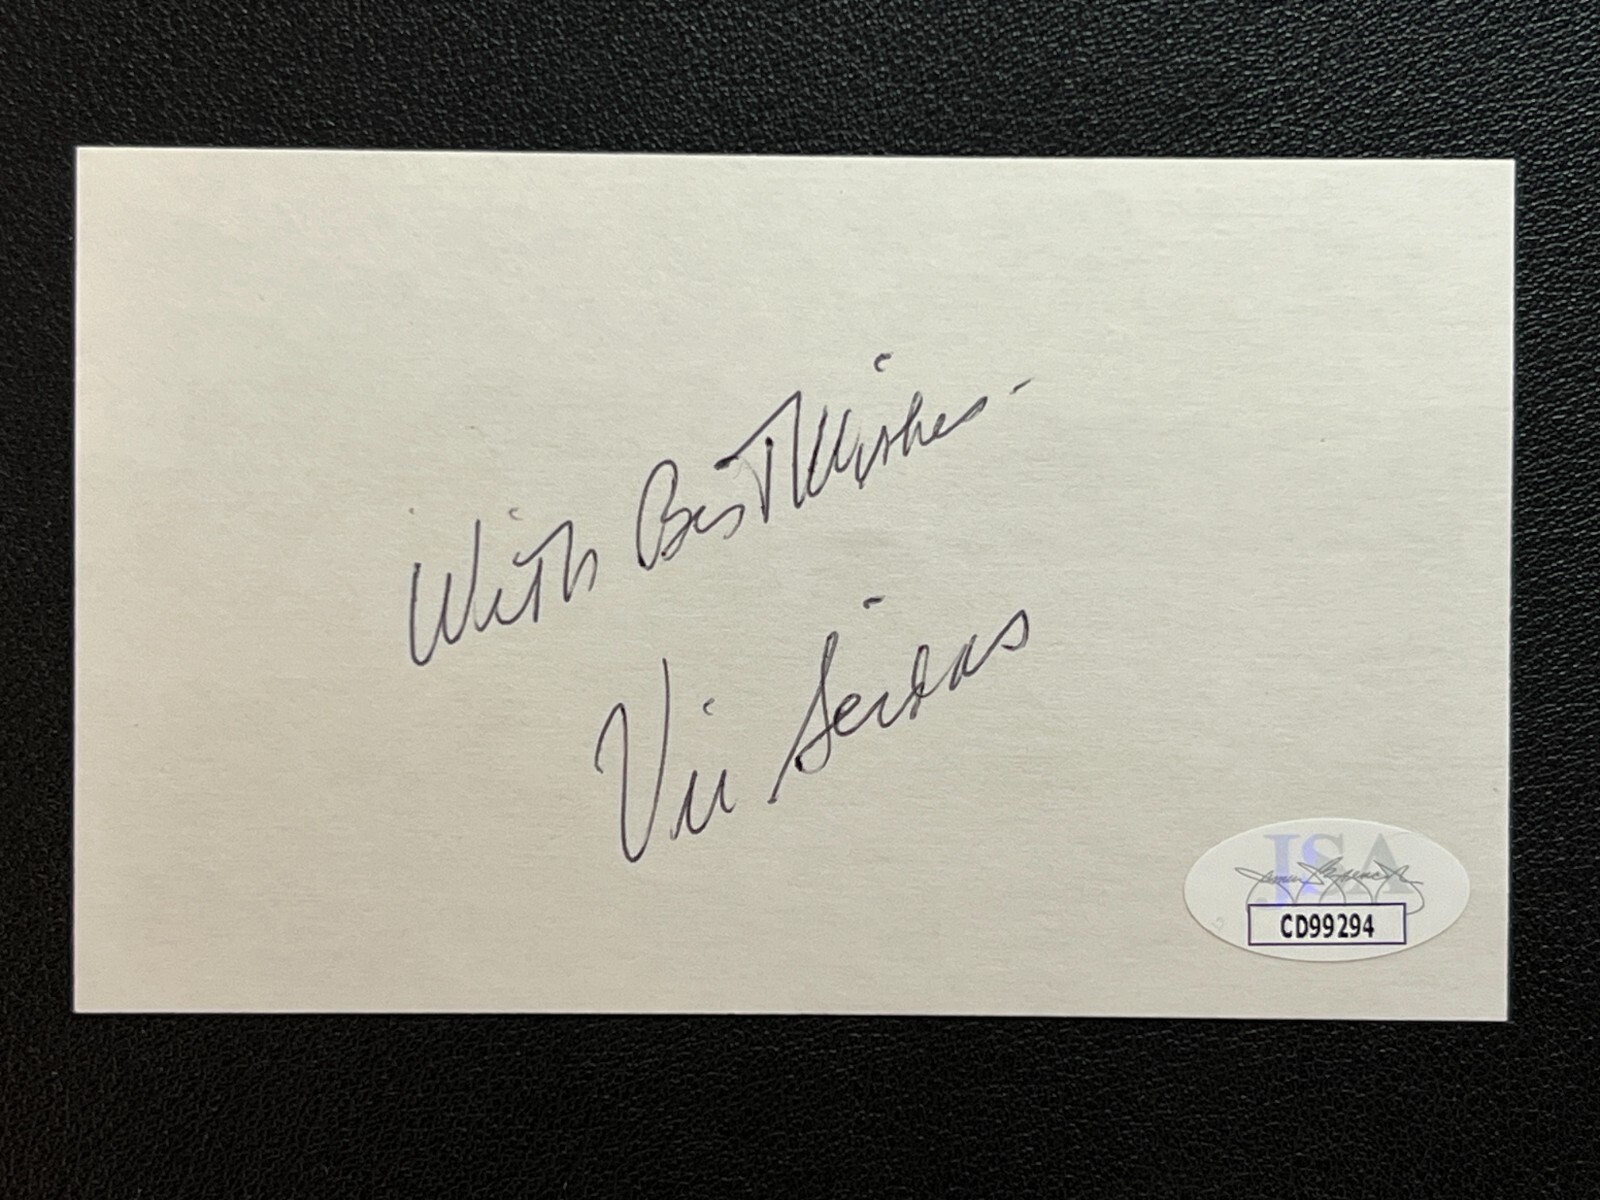 With Best Wishes -
Vic Seixas
JSA
CD99294